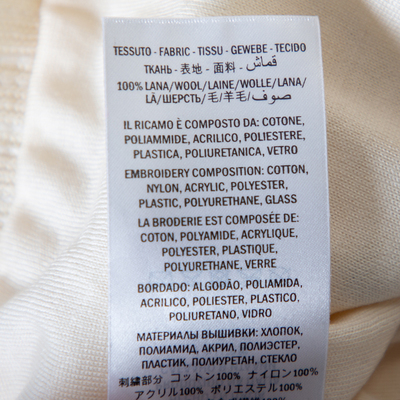 TESSUTO - FABRIC - TISSU - GEWEBE - TECIDO
ТКАНЬ - 表地 - 面料 - قماش
100% LANA/WOOL/LAINE/WOLLE/LANA/
LÃ/ШЕРСТЬ/毛/羊毛/صوف
IL RICAMO È COMPOSTO DA: COTONE,
POLIAMMIDE, ACRILICO, POLIESTERE,
PLASTICA, POLIURETANICA, VETRO
EMBROIDERY COMPOSITION: COTTON,
NYLON, ACRYLIC, POLYESTER,
PLASTIC, POLYURETHANE, GLASS
LA BRODERIE EST COMPOSÉE DE:
COTON, POLYAMIDE, ACRYLIQUE,
POLYESTER, PLASTIQUE,
POLYURETHANE, VERRE
BORDADO: ALGODÃO, POLIAMIDA,
ACRILICO, POLIESTER, PLASTICO,
POLIURETANO, VIDRO
МАТЕРИАЛЫ ВЫШИВКИ: ХЛОПОК,
ПОЛИАМИД, АКРИЛ, ПОЛИЭСТЕР,
ПЛАСТИК, ПОЛИУРЕТАН, СТЕКЛО
刺繍部分 コットン100% ナイロン100%
アクリル100% ポリエステル100%